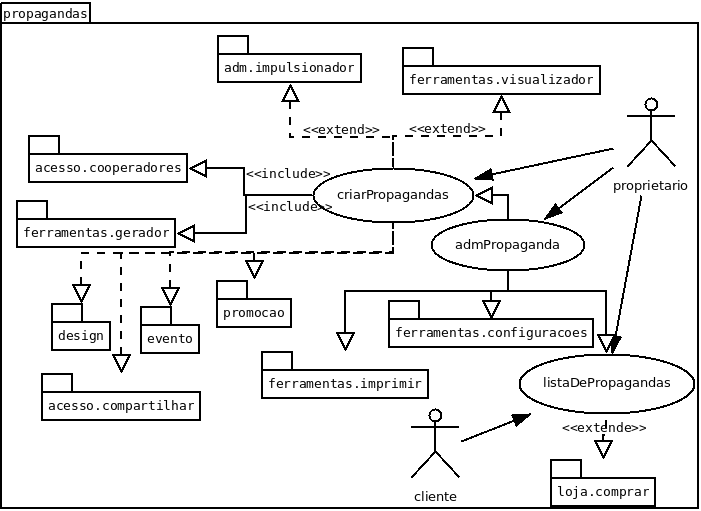 propagandas
adm.impulsionador
ferramentas.visualizador
<<extend>>
<<extend>>
acesso.cooperadores
<<include>>
criarPropagandas
proprietario
<<include>>
ferramentas.gerador
admPropaganda
promocao
design
evento
ferramentas.configuracoes
ferramentas.imprimir
listaDePropagandas
acesso.compartilhar
<<extende>>
cliente
loja.comprar